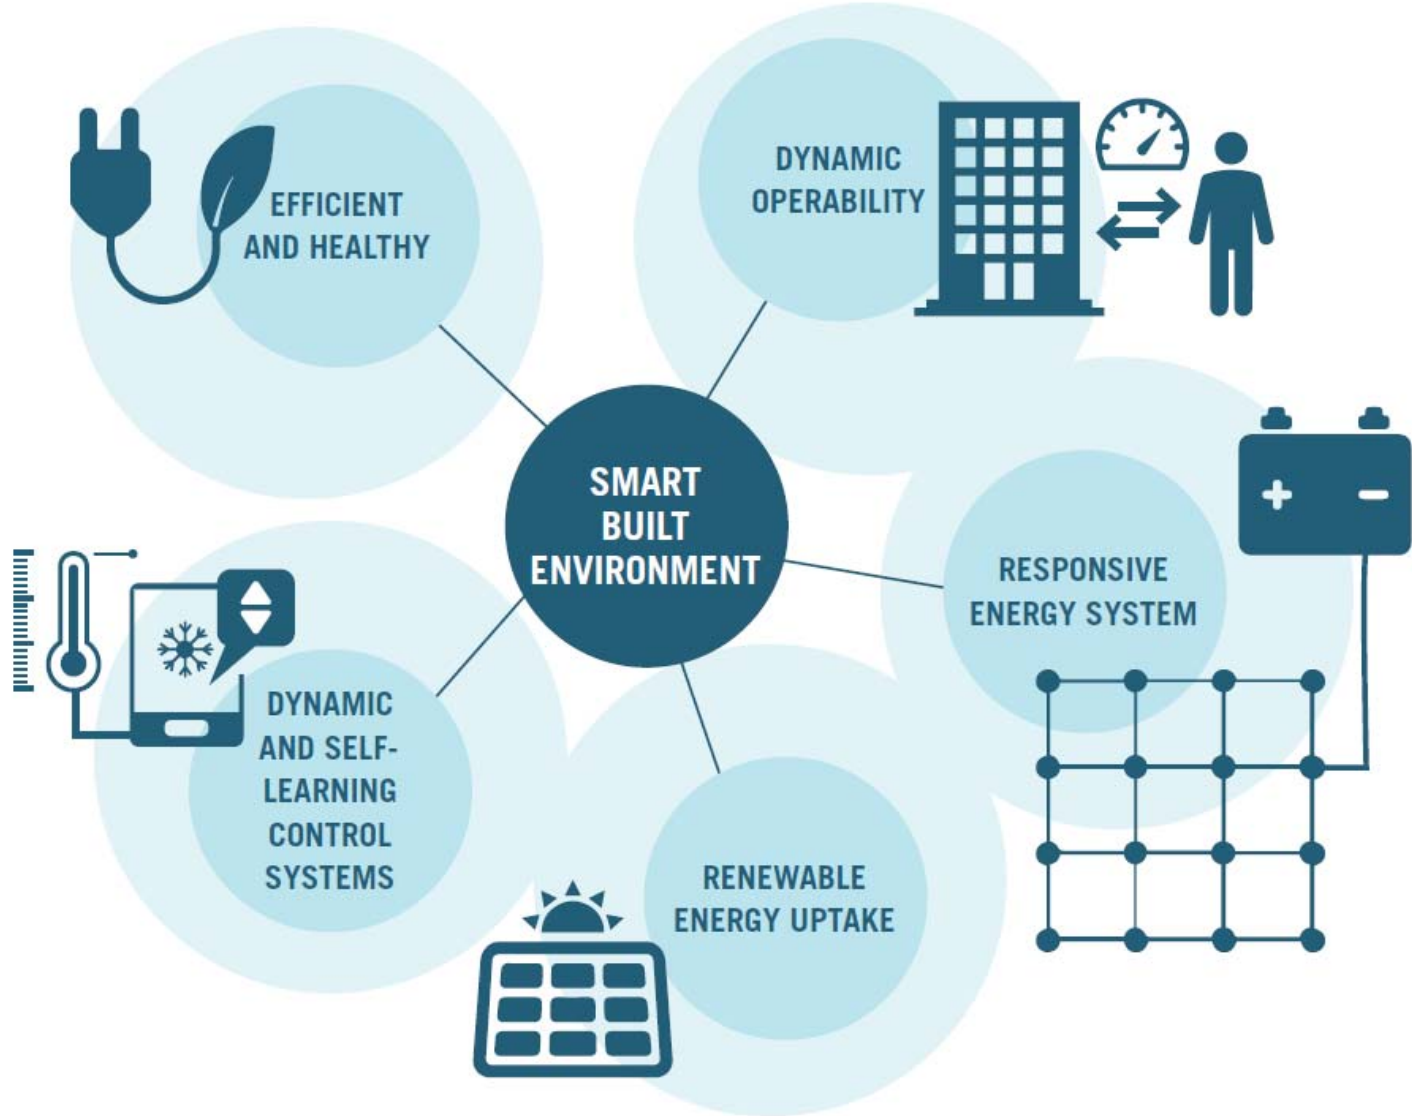 EFFICIENT
AND HEALTHY
DYNAMIC
OPERABILITY
SMART
BUILT
ENVIRONMENT
RESPONSIVE
ENERGY SYSTEM
DYNAMIC
AND SELF-
LEARNING
CONTROL
SYSTEMS
RENEWABLE
ENERGY UPTAKE